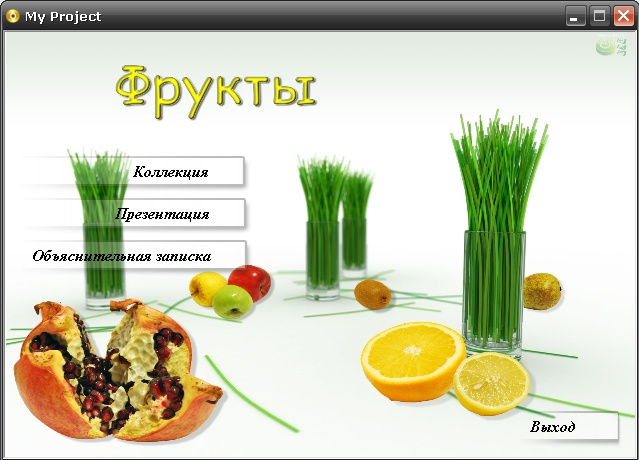 My Project
Фрукты
Коллекция
Презентация
Объяснительная записка
Выход